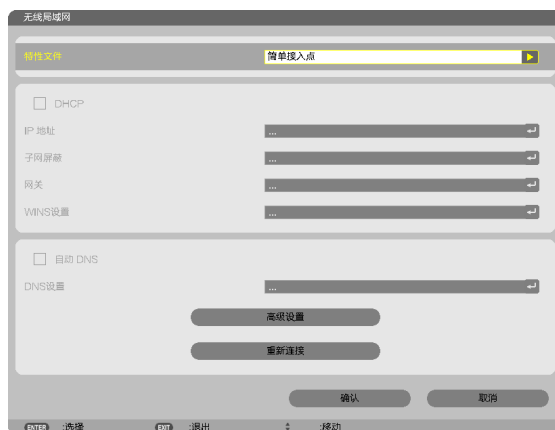 无线局域网
特性文件 简单接入点
DHCP
IP 地址 ...
子网屏蔽 ...
网关 ...
WINS设置 ...
自动 DNS
DNS设置 ...
高级设置
重新连接
确认 取消
ENTER :选择 EXIT :退出 :移动